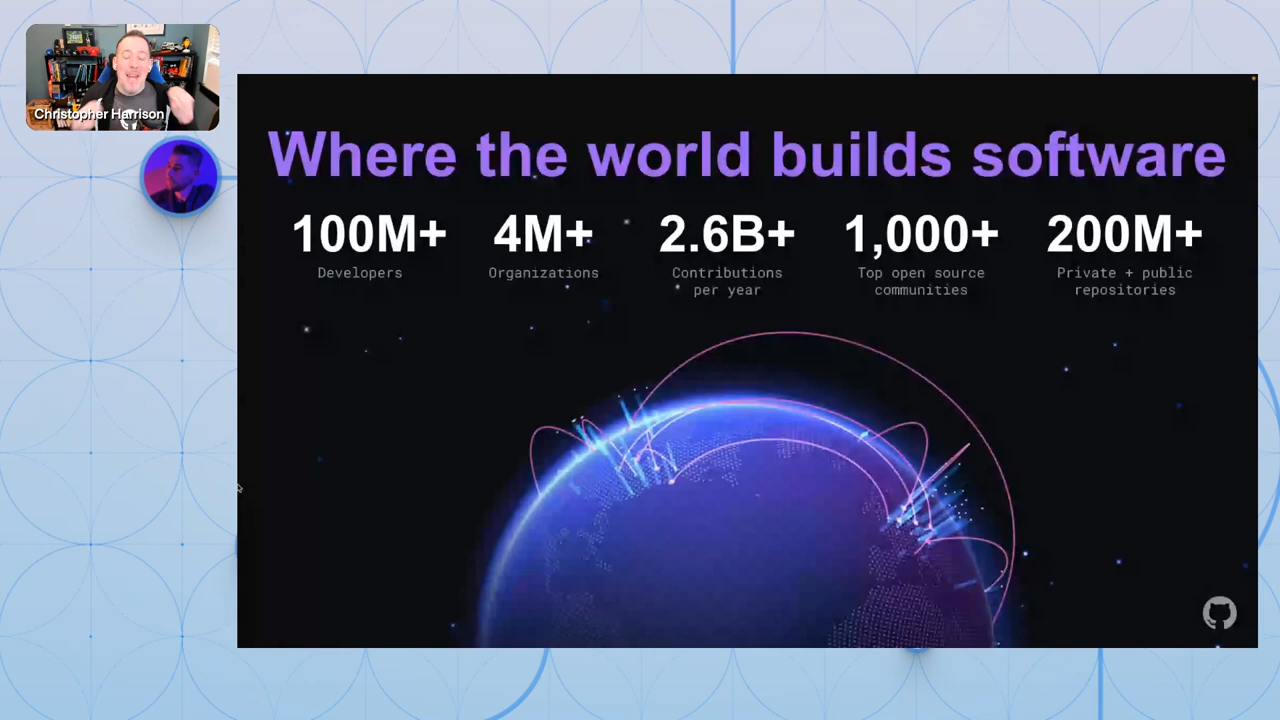 Christopher Harrison
Where the world builds software
100M+
Developers
4M+
Organizations
2.6B+
Contributions
per year
1,000+
Top open source
communities
200M+
Private + public
repositories